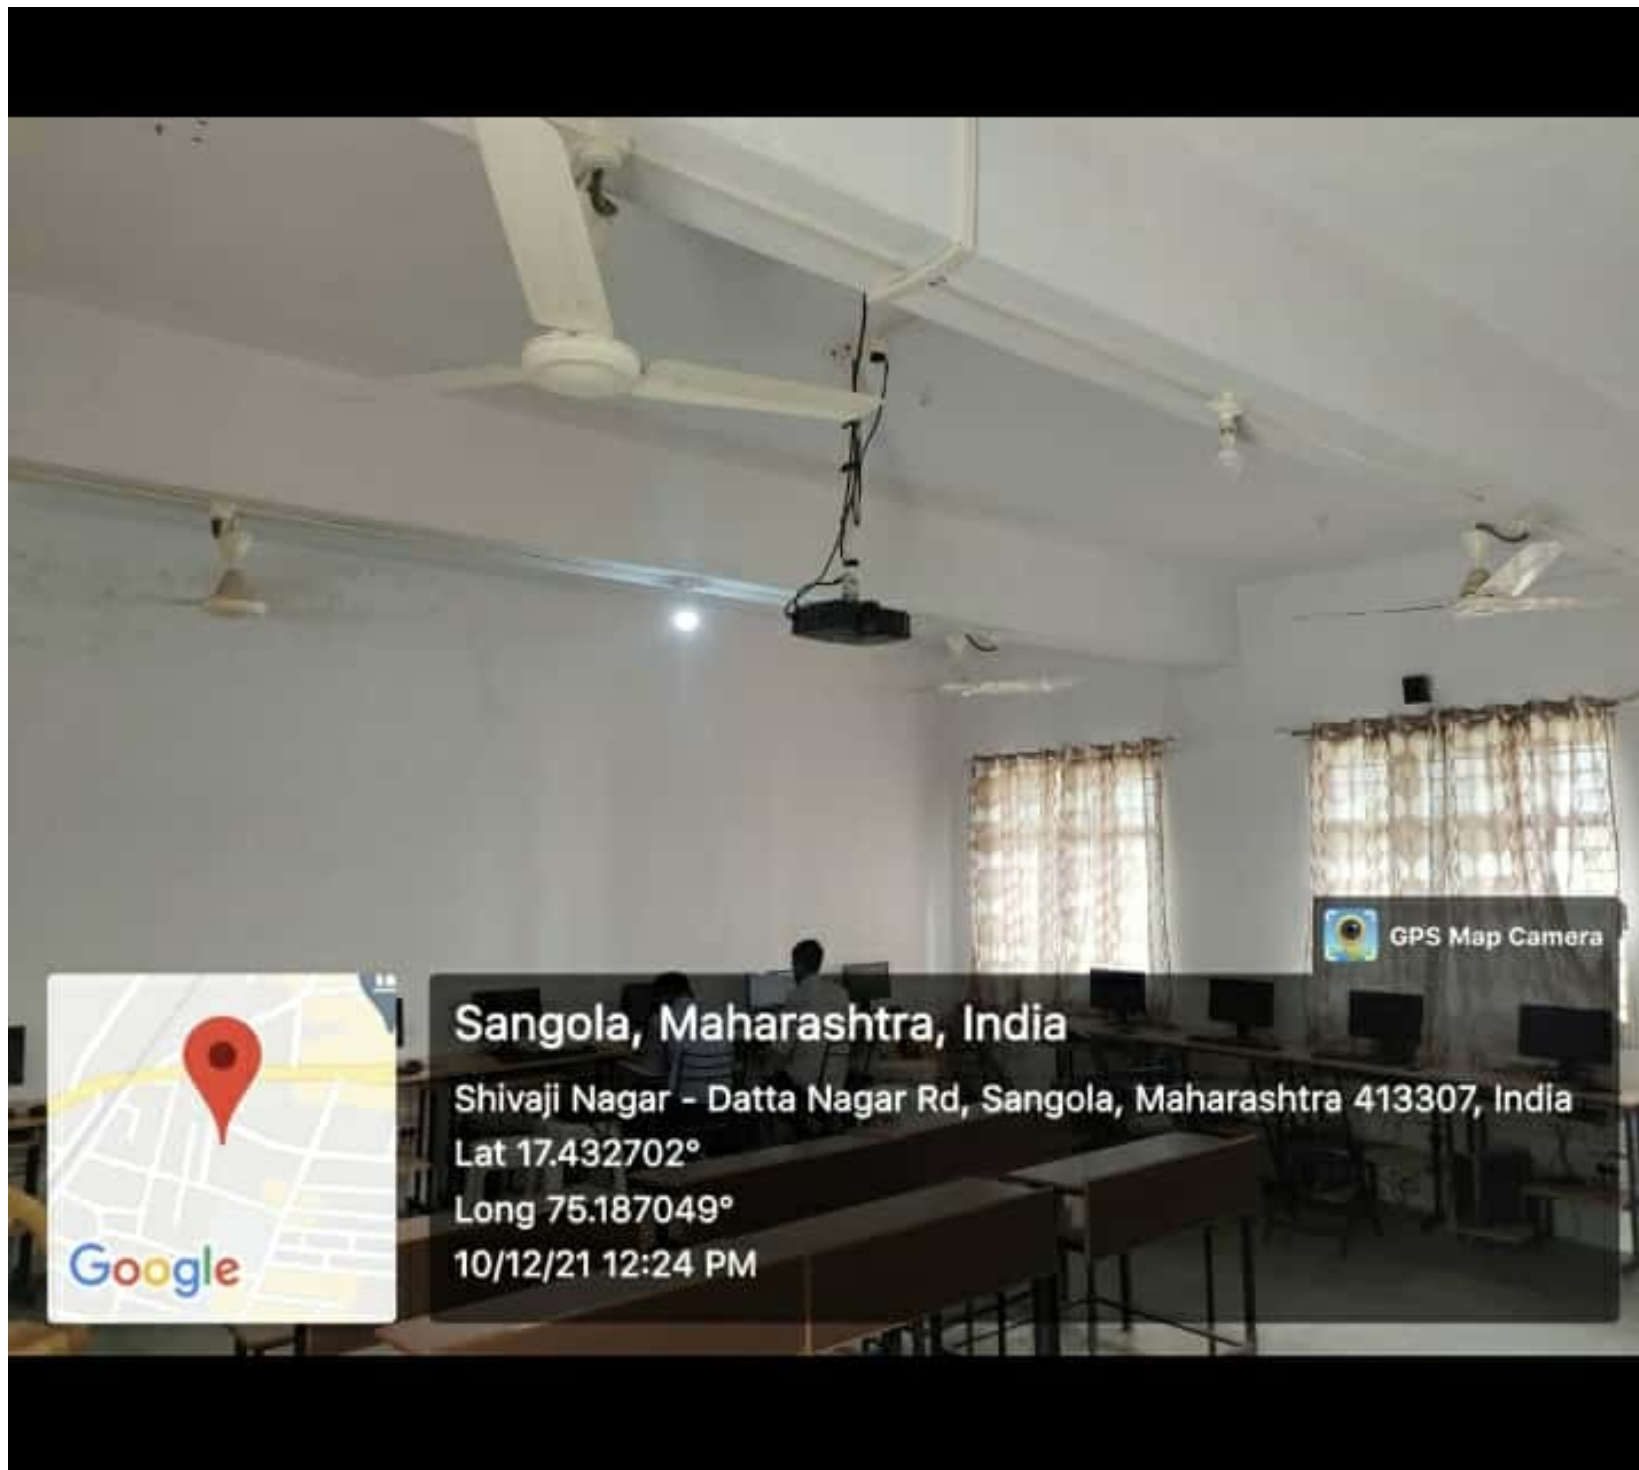 GPS Map Camera
Sangola, Maharashtra, India
Shivaji Nagar - Datta Nagar Rd, Sangola, Maharashtra 413307, India
Lat 17.432702°
Long 75.187049°
10/12/21 12:24 PM
Google